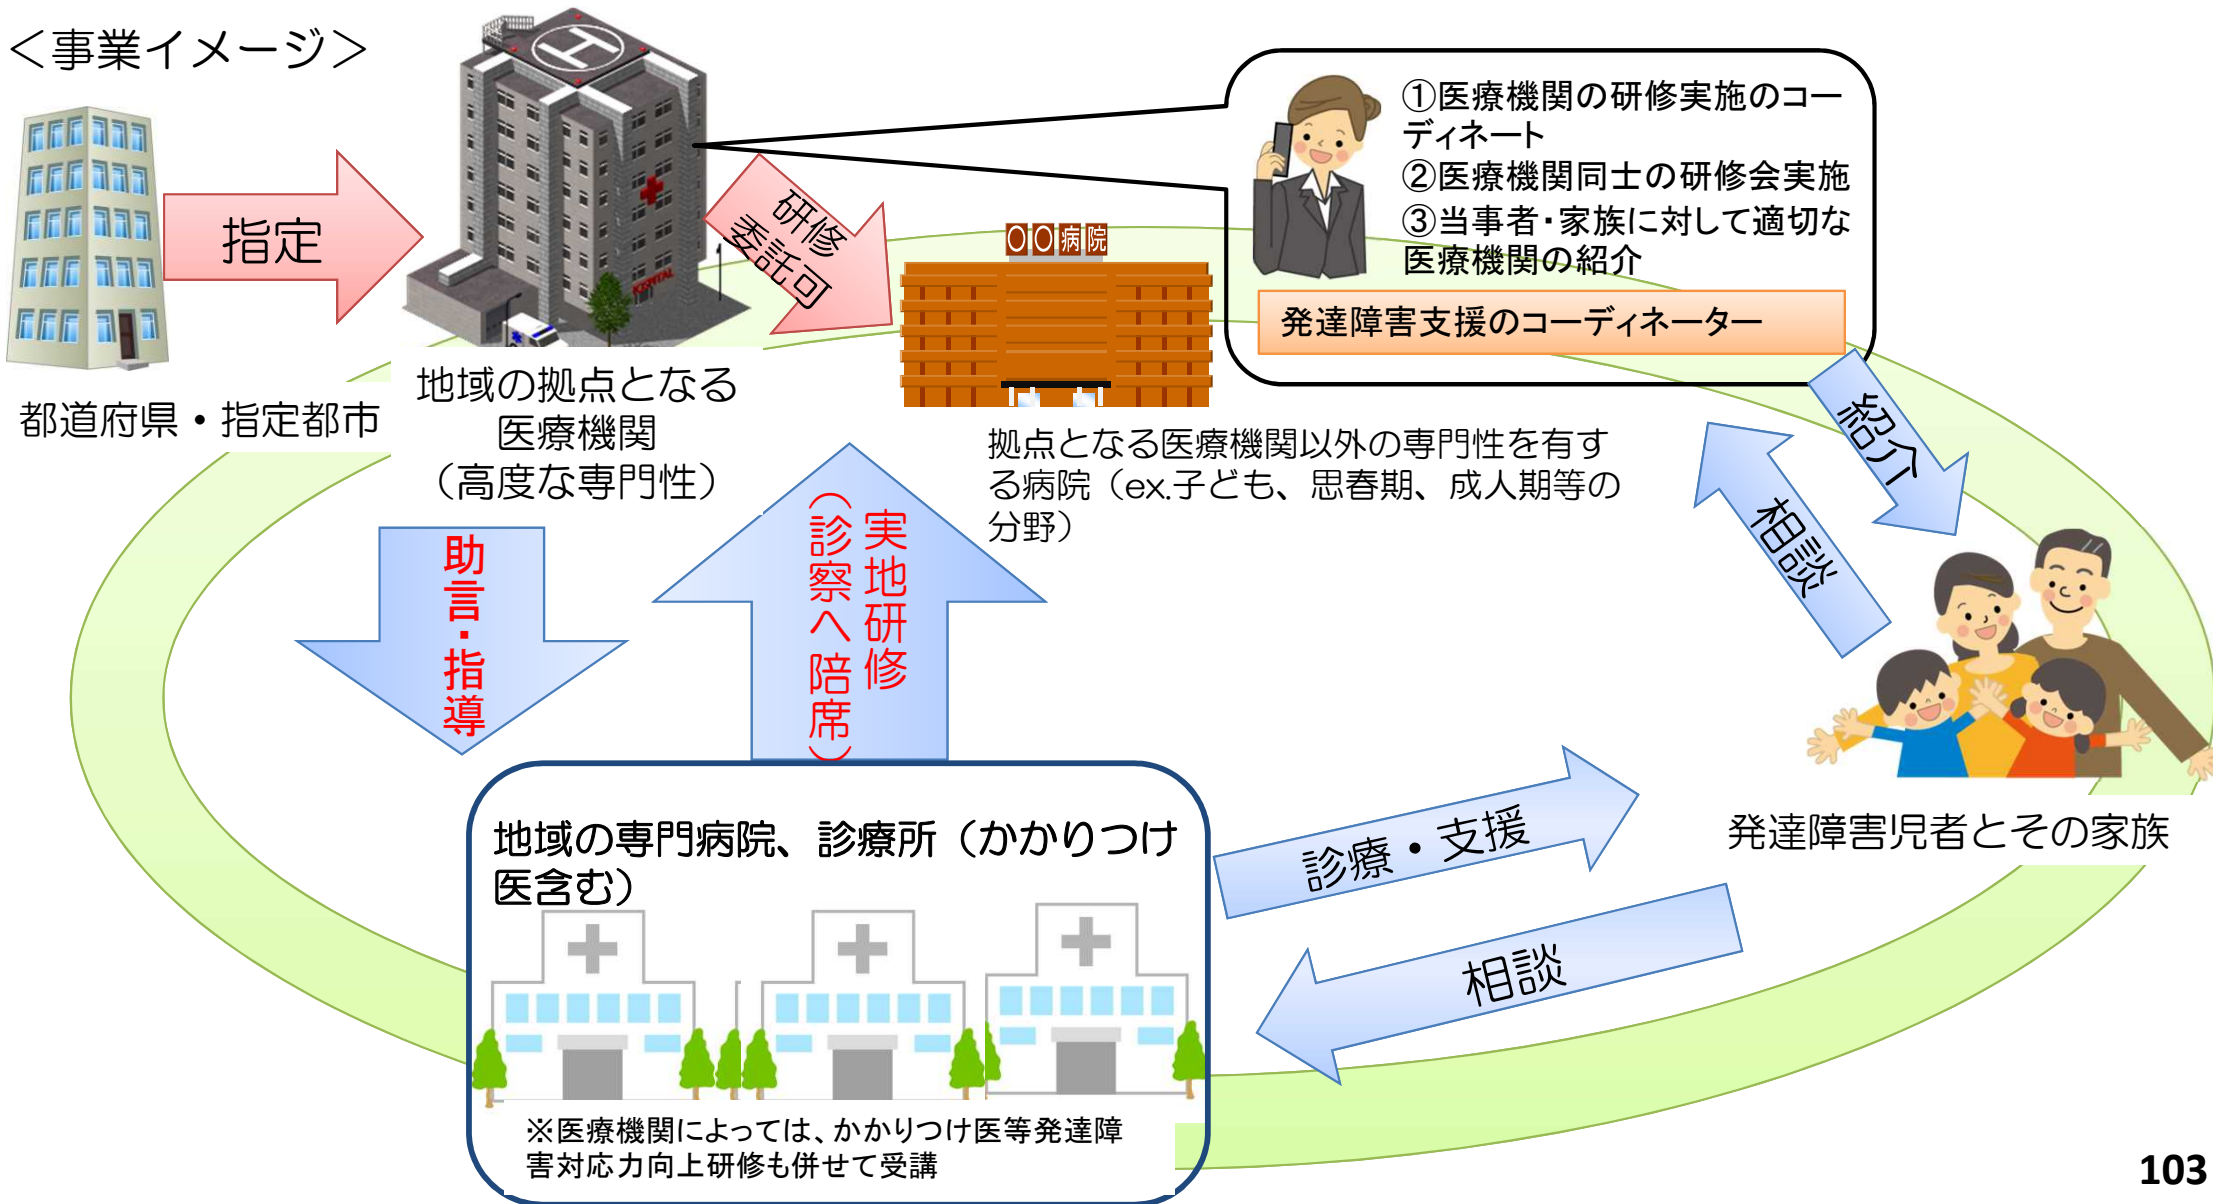 ＜事業イメージ＞
指定
都道府県・指定都市
HOSPITAL
地域の拠点となる
医療機関
（高度な専門性）
研修
委託可
〇〇病院
拠点となる医療機関以外の専門性を有す
る病院（ex.子ども、思春期、成人期等の
分野）
①医療機関の研修実施のコー
ディネート
②医療機関同士の研修会実施
③当事者・家族に対して適切な
医療機関の紹介
発達障害支援のコーディネーター
紹介
相談
助言・指導
実地研修
（診察へ陪席）
発達障害児者とその家族
地域の専門病院、診療所（かかりつけ
医含む）
※医療機関によっては、かかりつけ医等発達障
害対応力向上研修も併せて受講
診療・支援
相談
103